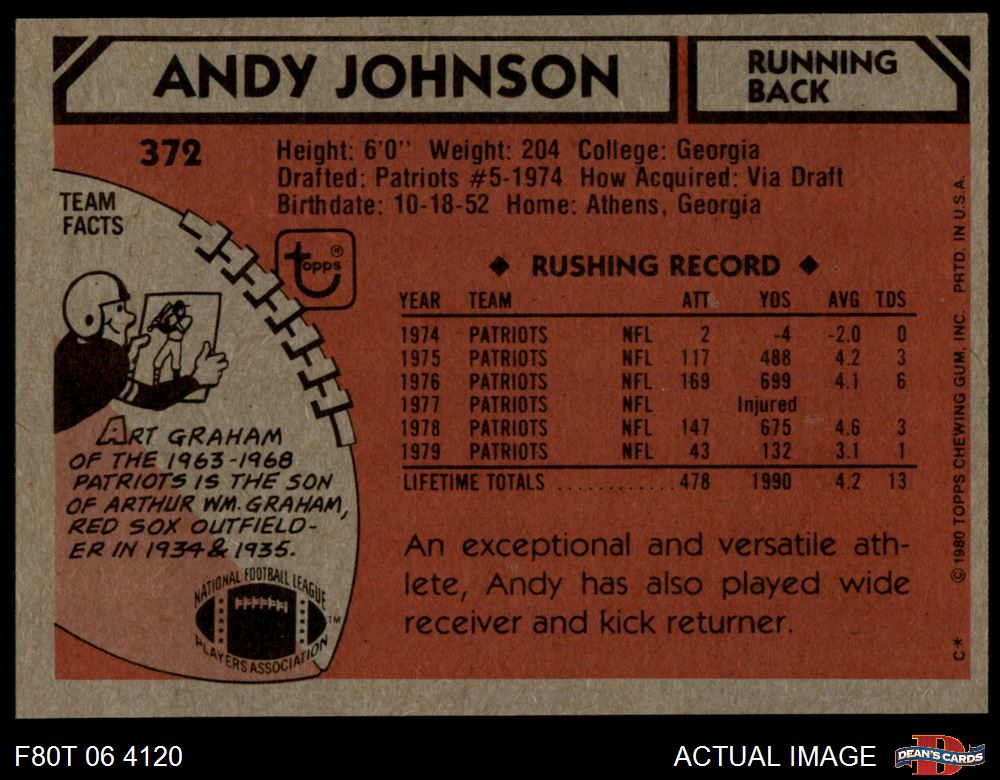 ANDY JOHNSON
RUNNING
BACK
372
Height: 6'0" Weight: 204 College: Georgia
Drafted: Patriots #5-1974 How Acquired: Via Draft
Birthdate: 10-18-52 Home: Athens, Georgia
TEAM
FACTS
topps®
◆ RUSHING RECORD ◆
YEAR TEAM ATT YDS AVG TDS
1974 PATRIOTS NFL 2 -4 -2.0 0
1975 PATRIOTS NFL 117 488 4.2 3
1976 PATRIOTS NFL 169 699 4.1 6
1977 PATRIOTS NFL Injured
1978 PATRIOTS NFL 147 675 4.6 3
1979 PATRIOTS NFL 43 132 3.1 1
LIFETIME TOTALS ............ 478 1990 4.2 13
ART GRAHAM
OF THE 1963-1968
PATRIOTS IS THE SON
OF ARTHUR WM. GRAHAM,
RED SOX OUTFIELD-
ER IN 1934 & 1935.
NATIONAL FOOTBALL LEAGUE
PLAYERS ASSOCIATION
TM
An exceptional and versatile ath-
lete, Andy has also played wide
receiver and kick returner.
© 1980 TOPPS CHEWING GUM, INC. PRTD. IN U.S.A.
C*
F80T 06 4120
ACTUAL IMAGE
D
DEAN'S CARDS